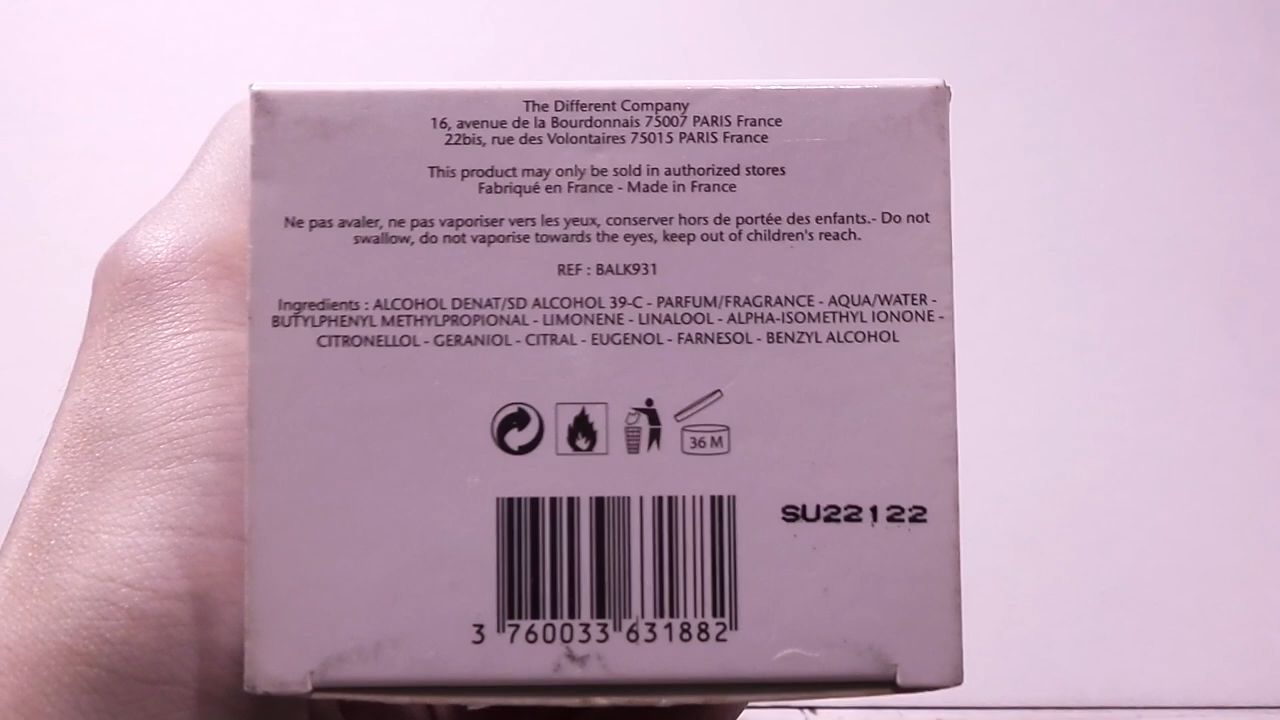 The Different Company
16, avenue de la Bourdonnais 75007 PARIS France
22bis, rue des Volontaires 75015 PARIS France
This product may only be sold in authorized stores
Fabriqué en France - Made in France
Ne pas avaler, ne pas vaporiser vers les yeux, conserver hors de portée des enfants.- Do not
swallow, do not vaporise towards the eyes, keep out of children's reach.
REF : BALK931
Ingredients : ALCOHOL DENAT/SD ALCOHOL 39-C - PARFUM/FRAGRANCE - AQUA/WATER -
BUTYLPHENYL METHYLPROPIONAL - LIMONENE - LINALOOL - ALPHA-ISOMETHYL IONONE -
CITRONELLOL - GERANIOL - CITRAL - EUGENOL - FARNESOL - BENZYL ALCOHOL
36 M
SU22122
3 760033 631882